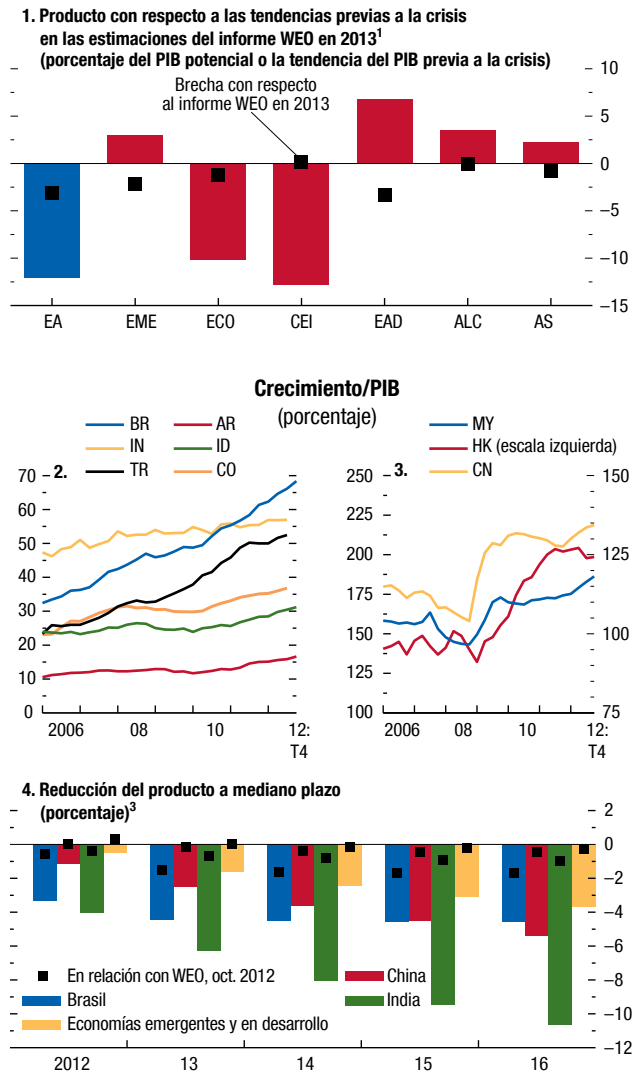 1. Producto con respecto a las tendencias previas a la crisis
en las estimaciones del informe WEO en 2013¹
(porcentaje del PIB potencial o la tendencia del PIB previa a la crisis)
Brecha con respecto
al informe WEO en 2013
10
5
0
–5
–10
–15
EA EME ECO CEI EAD ALC AS
Crecimiento/PIB
(porcentaje)
BR AR
IN ID
TR CO
2.
70
60
50
40
30
20
10
0
2006 08 10 12:
T4
MY
HK (escala izquierda)
CN
3.
250 150
225
200 125
175
150 100
125
100 75
2006 08 10 12:
T4
4. Reducción del producto a mediano plazo
(porcentaje)³
2
0
–2
–4
–6
–8
–10
–12
En relación con WEO, oct. 2012 China
Brasil India
Economías emergentes y en desarrollo
2012 13 14 15 16